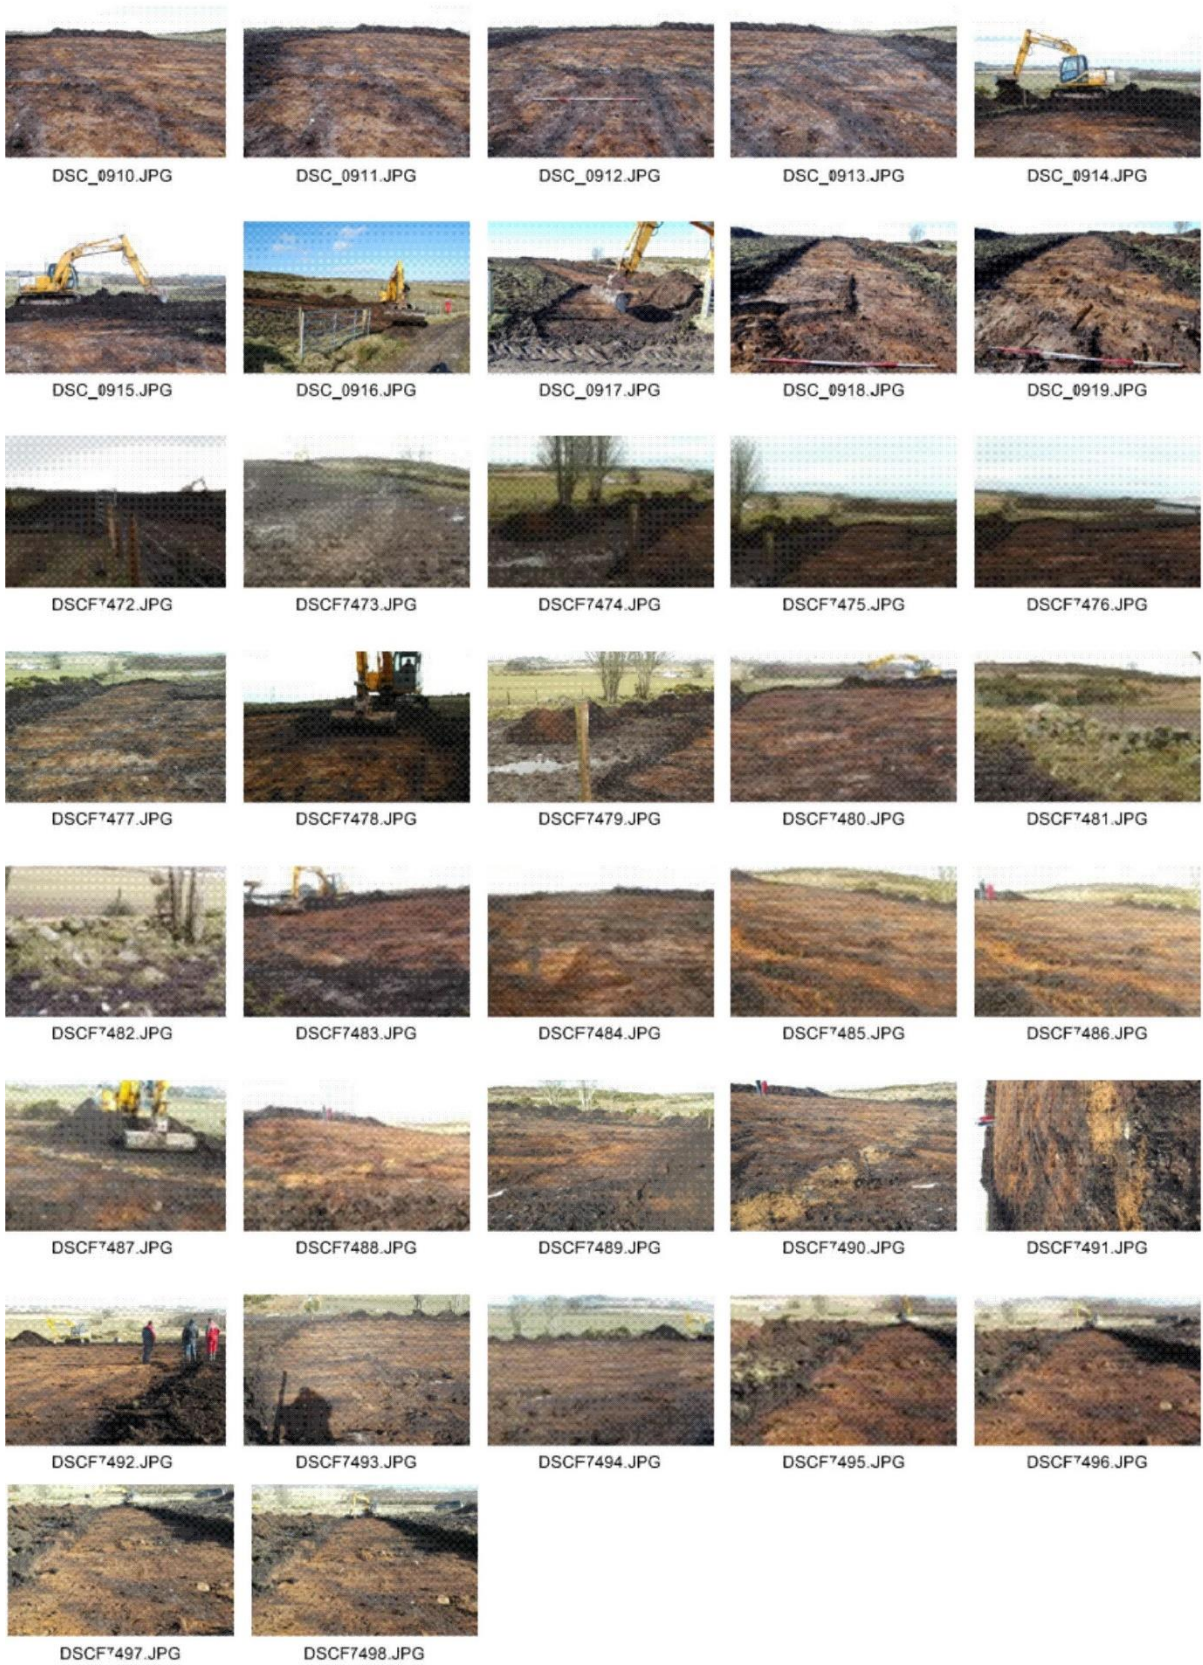 DSC_0910.JPG DSC_0911.JPG DSC_0912.JPG DSC_0913.JPG DSC_0914.JPG
DSC_0915.JPG DSC_0916.JPG DSC_0917.JPG DSC_0918.JPG DSC_0919.JPG
DSCF7472.JPG DSCF7473.JPG DSCF7474.JPG DSCF7475.JPG DSCF7476.JPG
DSCF7477.JPG DSCF7478.JPG DSCF7479.JPG DSCF7480.JPG DSCF7481.JPG
DSCF7482.JPG DSCF7483.JPG DSCF7484.JPG DSCF7485.JPG DSCF7486.JPG
DSCF7487.JPG DSCF7488.JPG DSCF7489.JPG DSCF7490.JPG DSCF7491.JPG
DSCF7492.JPG DSCF7493.JPG DSCF7494.JPG DSCF7495.JPG DSCF7496.JPG
DSCF7497.JPG DSCF7498.JPG